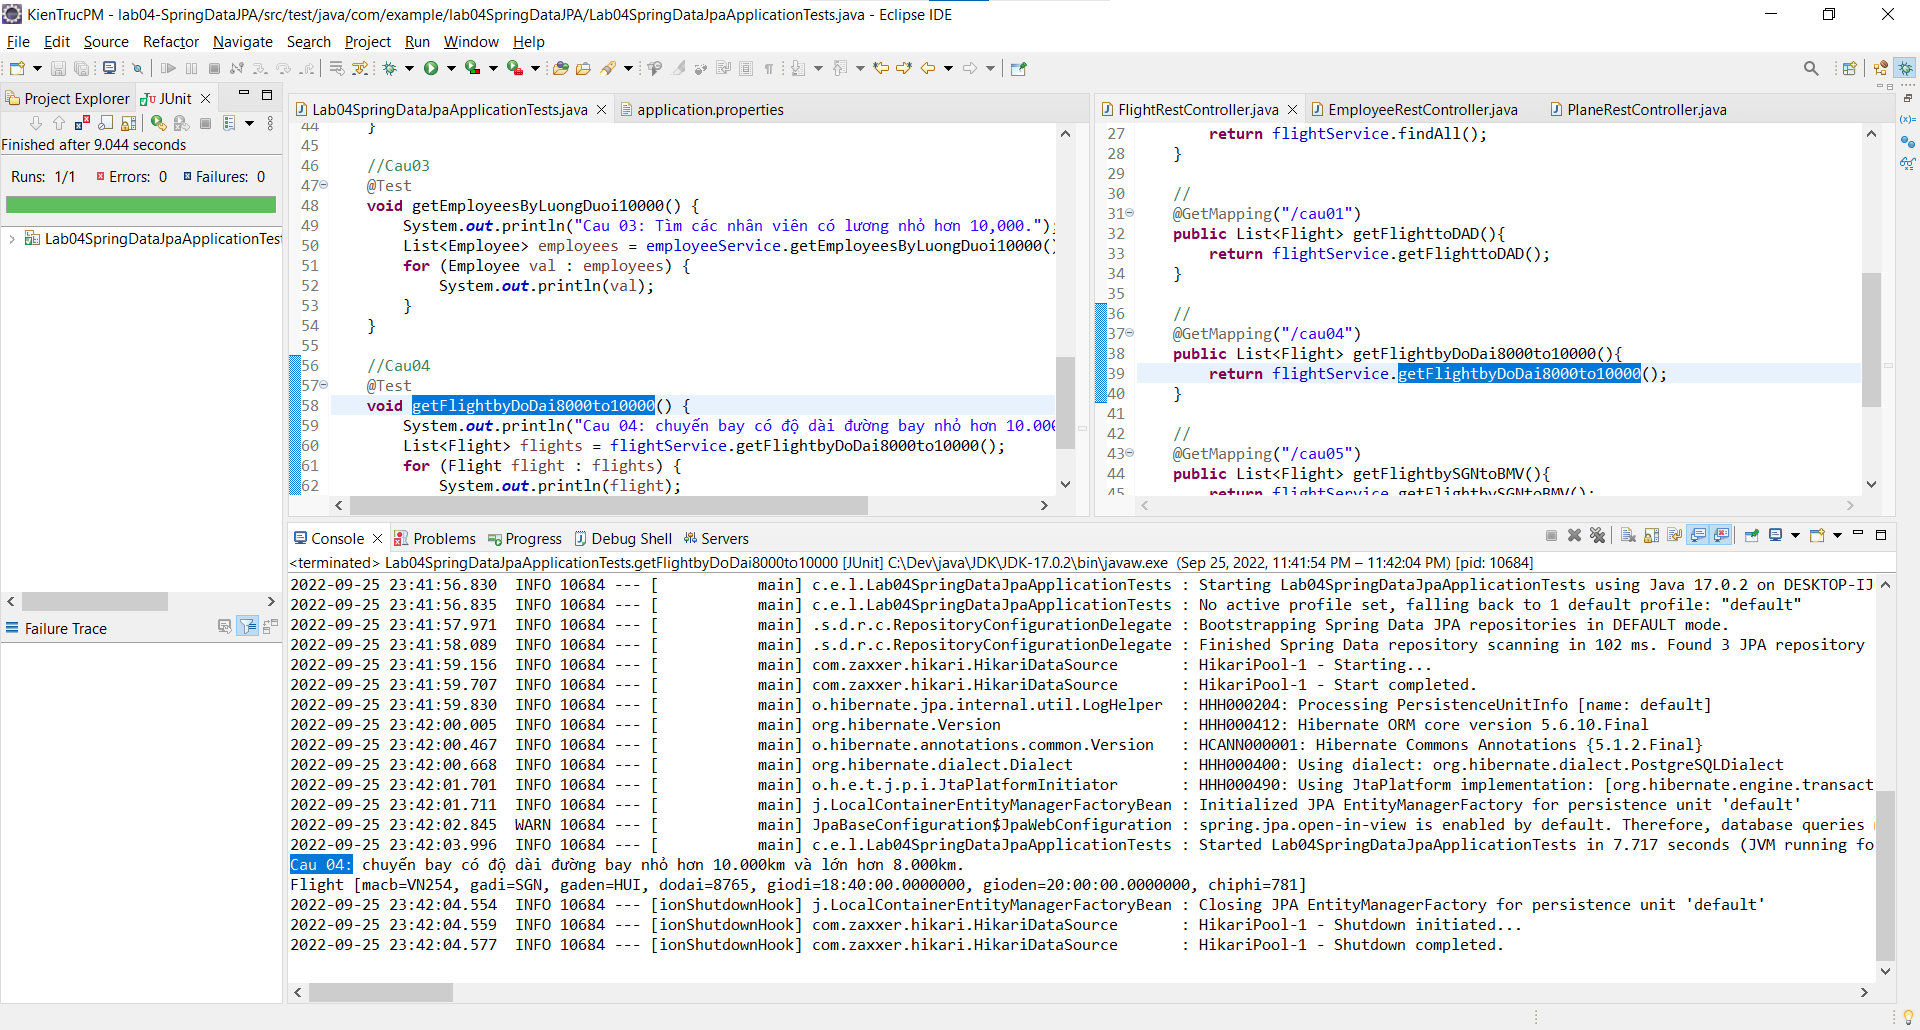 KienTrucPM - lab04-SpringDataJPA/src/test/java/com/example/lab04SpringDataJPA/Lab04SpringDataJpaApplicationTests.java - Eclipse IDE
File Edit Source Refactor Navigate Search Project Run Window Help
Project Explorer JUnit
Finished after 9.044 seconds
Runs: 1/1 Errors: 0 Failures: 0
Lab04SpringDataJpaApplicationTest
Failure Trace
Lab04SpringDataJpaApplicationTests.java application.properties
44 }
45
46 //Cau03
47 @Test
48 void getEmployeesByLuongDuoi10000() {
49 System.out.println("Cau 03: Tìm các nhân viên có lương nhỏ hơn 10,000.");
50 List<Employee> employees = employeeService.getEmployeesByLuongDuoi10000()
51 for (Employee val : employees) {
52 System.out.println(val);
53 }
54 }
55
56 //Cau04
57 @Test
58 void getFlightbyDoDai8000to10000() {
59 System.out.println("Cau 04: chuyến bay có độ dài đường bay nhỏ hơn 10.000
60 List<Flight> flights = flightService.getFlightbyDoDai8000to10000();
61 for (Flight flight : flights) {
62 System.out.println(flight);
FlightRestController.java EmployeeRestController.java PlaneRestController.java
27 return flightService.findAll();
28 }
29
30 //
31 @GetMapping("/cau01")
32 public List<Flight> getFlighttoDAD(){
33 return flightService.getFlighttoDAD();
34 }
35
36 //
37 @GetMapping("/cau04")
38 public List<Flight> getFlightbyDoDai8000to10000(){
39 return flightService.getFlightbyDoDai8000to10000();
40 }
41
42 //
43 @GetMapping("/cau05")
44 public List<Flight> getFlightbySGNtoBMV(){
45 return flightService.getFlightbySGNtoBMV();
Console Problems Progress Debug Shell Servers
<terminated> Lab04SpringDataJpaApplicationTests.getFlightbyDoDai8000to10000 [JUnit] C:\Dev\java\JDK\JDK-17.0.2\bin\javaw.exe (Sep 25, 2022, 11:41:54 PM – 11:42:04 PM) [pid: 10684]
2022-09-25 23:41:56.830 INFO 10684 --- [ main] c.e.l.Lab04SpringDataJpaApplicationTests : Starting Lab04SpringDataJpaApplicationTests using Java 17.0.2 on DESKTOP-IJ
2022-09-25 23:41:56.835 INFO 10684 --- [ main] c.e.l.Lab04SpringDataJpaApplicationTests : No active profile set, falling back to 1 default profile: "default"
2022-09-25 23:41:57.971 INFO 10684 --- [ main] .s.d.r.c.RepositoryConfigurationDelegate : Bootstrapping Spring Data JPA repositories in DEFAULT mode.
2022-09-25 23:41:58.089 INFO 10684 --- [ main] .s.d.r.c.RepositoryConfigurationDelegate : Finished Spring Data repository scanning in 102 ms. Found 3 JPA repository
2022-09-25 23:41:59.156 INFO 10684 --- [ main] com.zaxxer.hikari.HikariDataSource : HikariPool-1 - Starting...
2022-09-25 23:41:59.707 INFO 10684 --- [ main] com.zaxxer.hikari.HikariDataSource : HikariPool-1 - Start completed.
2022-09-25 23:41:59.830 INFO 10684 --- [ main] o.hibernate.jpa.internal.util.LogHelper : HHH000204: Processing PersistenceUnitInfo [name: default]
2022-09-25 23:42:00.005 INFO 10684 --- [ main] org.hibernate.Version : HHH000412: Hibernate ORM core version 5.6.10.Final
2022-09-25 23:42:00.467 INFO 10684 --- [ main] o.hibernate.annotations.common.Version : HCANN000001: Hibernate Commons Annotations {5.1.2.Final}
2022-09-25 23:42:00.668 INFO 10684 --- [ main] org.hibernate.dialect.Dialect : HHH000400: Using dialect: org.hibernate.dialect.PostgreSQLDialect
2022-09-25 23:42:01.701 INFO 10684 --- [ main] o.h.e.t.j.p.i.JtaPlatformInitiator : HHH000490: Using JtaPlatform implementation: [org.hibernate.engine.transact
2022-09-25 23:42:01.711 INFO 10684 --- [ main] j.LocalContainerEntityManagerFactoryBean : Initialized JPA EntityManagerFactory for persistence unit 'default'
2022-09-25 23:42:02.845 WARN 10684 --- [ main] JpaBaseConfiguration$JpaWebConfiguration : spring.jpa.open-in-view is enabled by default. Therefore, database queries
2022-09-25 23:42:03.996 INFO 10684 --- [ main] c.e.l.Lab04SpringDataJpaApplicationTests : Started Lab04SpringDataJpaApplicationTests in 7.717 seconds (JVM running fo
Cau 04: chuyến bay có độ dài đường bay nhỏ hơn 10.000km và lớn hơn 8.000km.
Flight [macb=VN254, gadi=SGN, gaden=HUI, dodai=8765, giodi=18:40:00.0000000, gioden=20:00:00.0000000, chiphi=781]
2022-09-25 23:42:04.554 INFO 10684 --- [ionShutdownHook] j.LocalContainerEntityManagerFactoryBean : Closing JPA EntityManagerFactory for persistence unit 'default'
2022-09-25 23:42:04.559 INFO 10684 --- [ionShutdownHook] com.zaxxer.hikari.HikariDataSource : HikariPool-1 - Shutdown initiated...
2022-09-25 23:42:04.577 INFO 10684 --- [ionShutdownHook] com.zaxxer.hikari.HikariDataSource : HikariPool-1 - Shutdown completed.